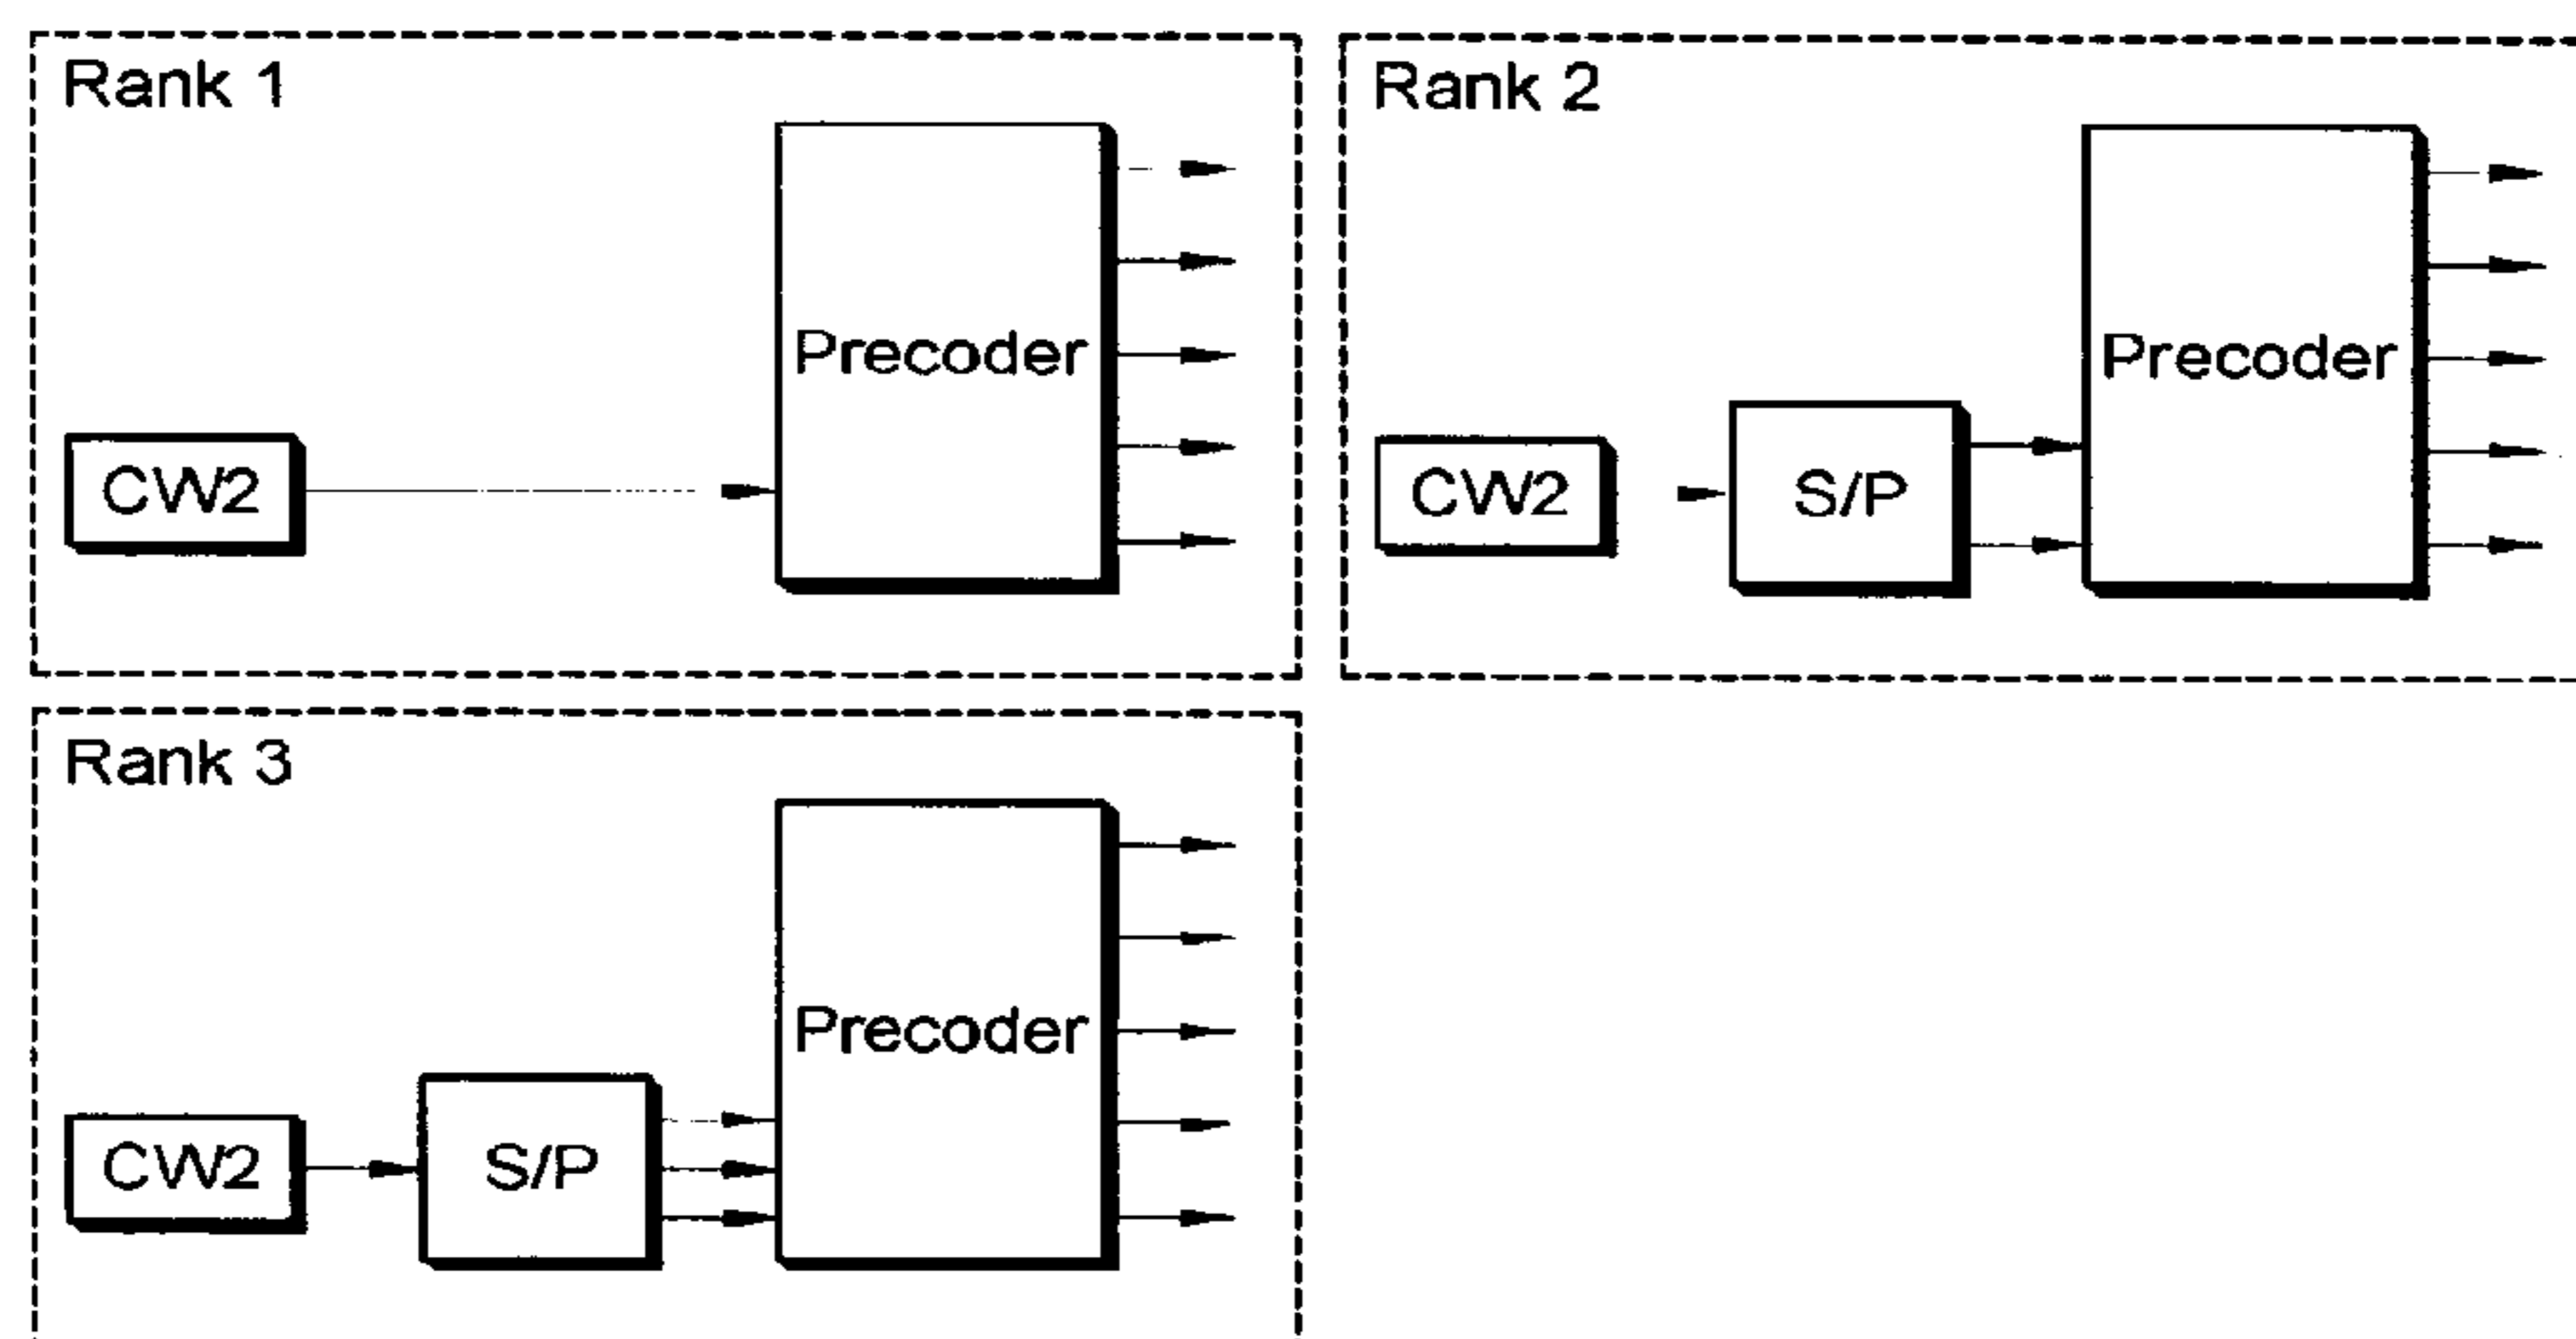 Rank 1
Precoder
CW2
Rank 2
Precoder
CW2
S/P
Rank 3
Precoder
CW2
S/P